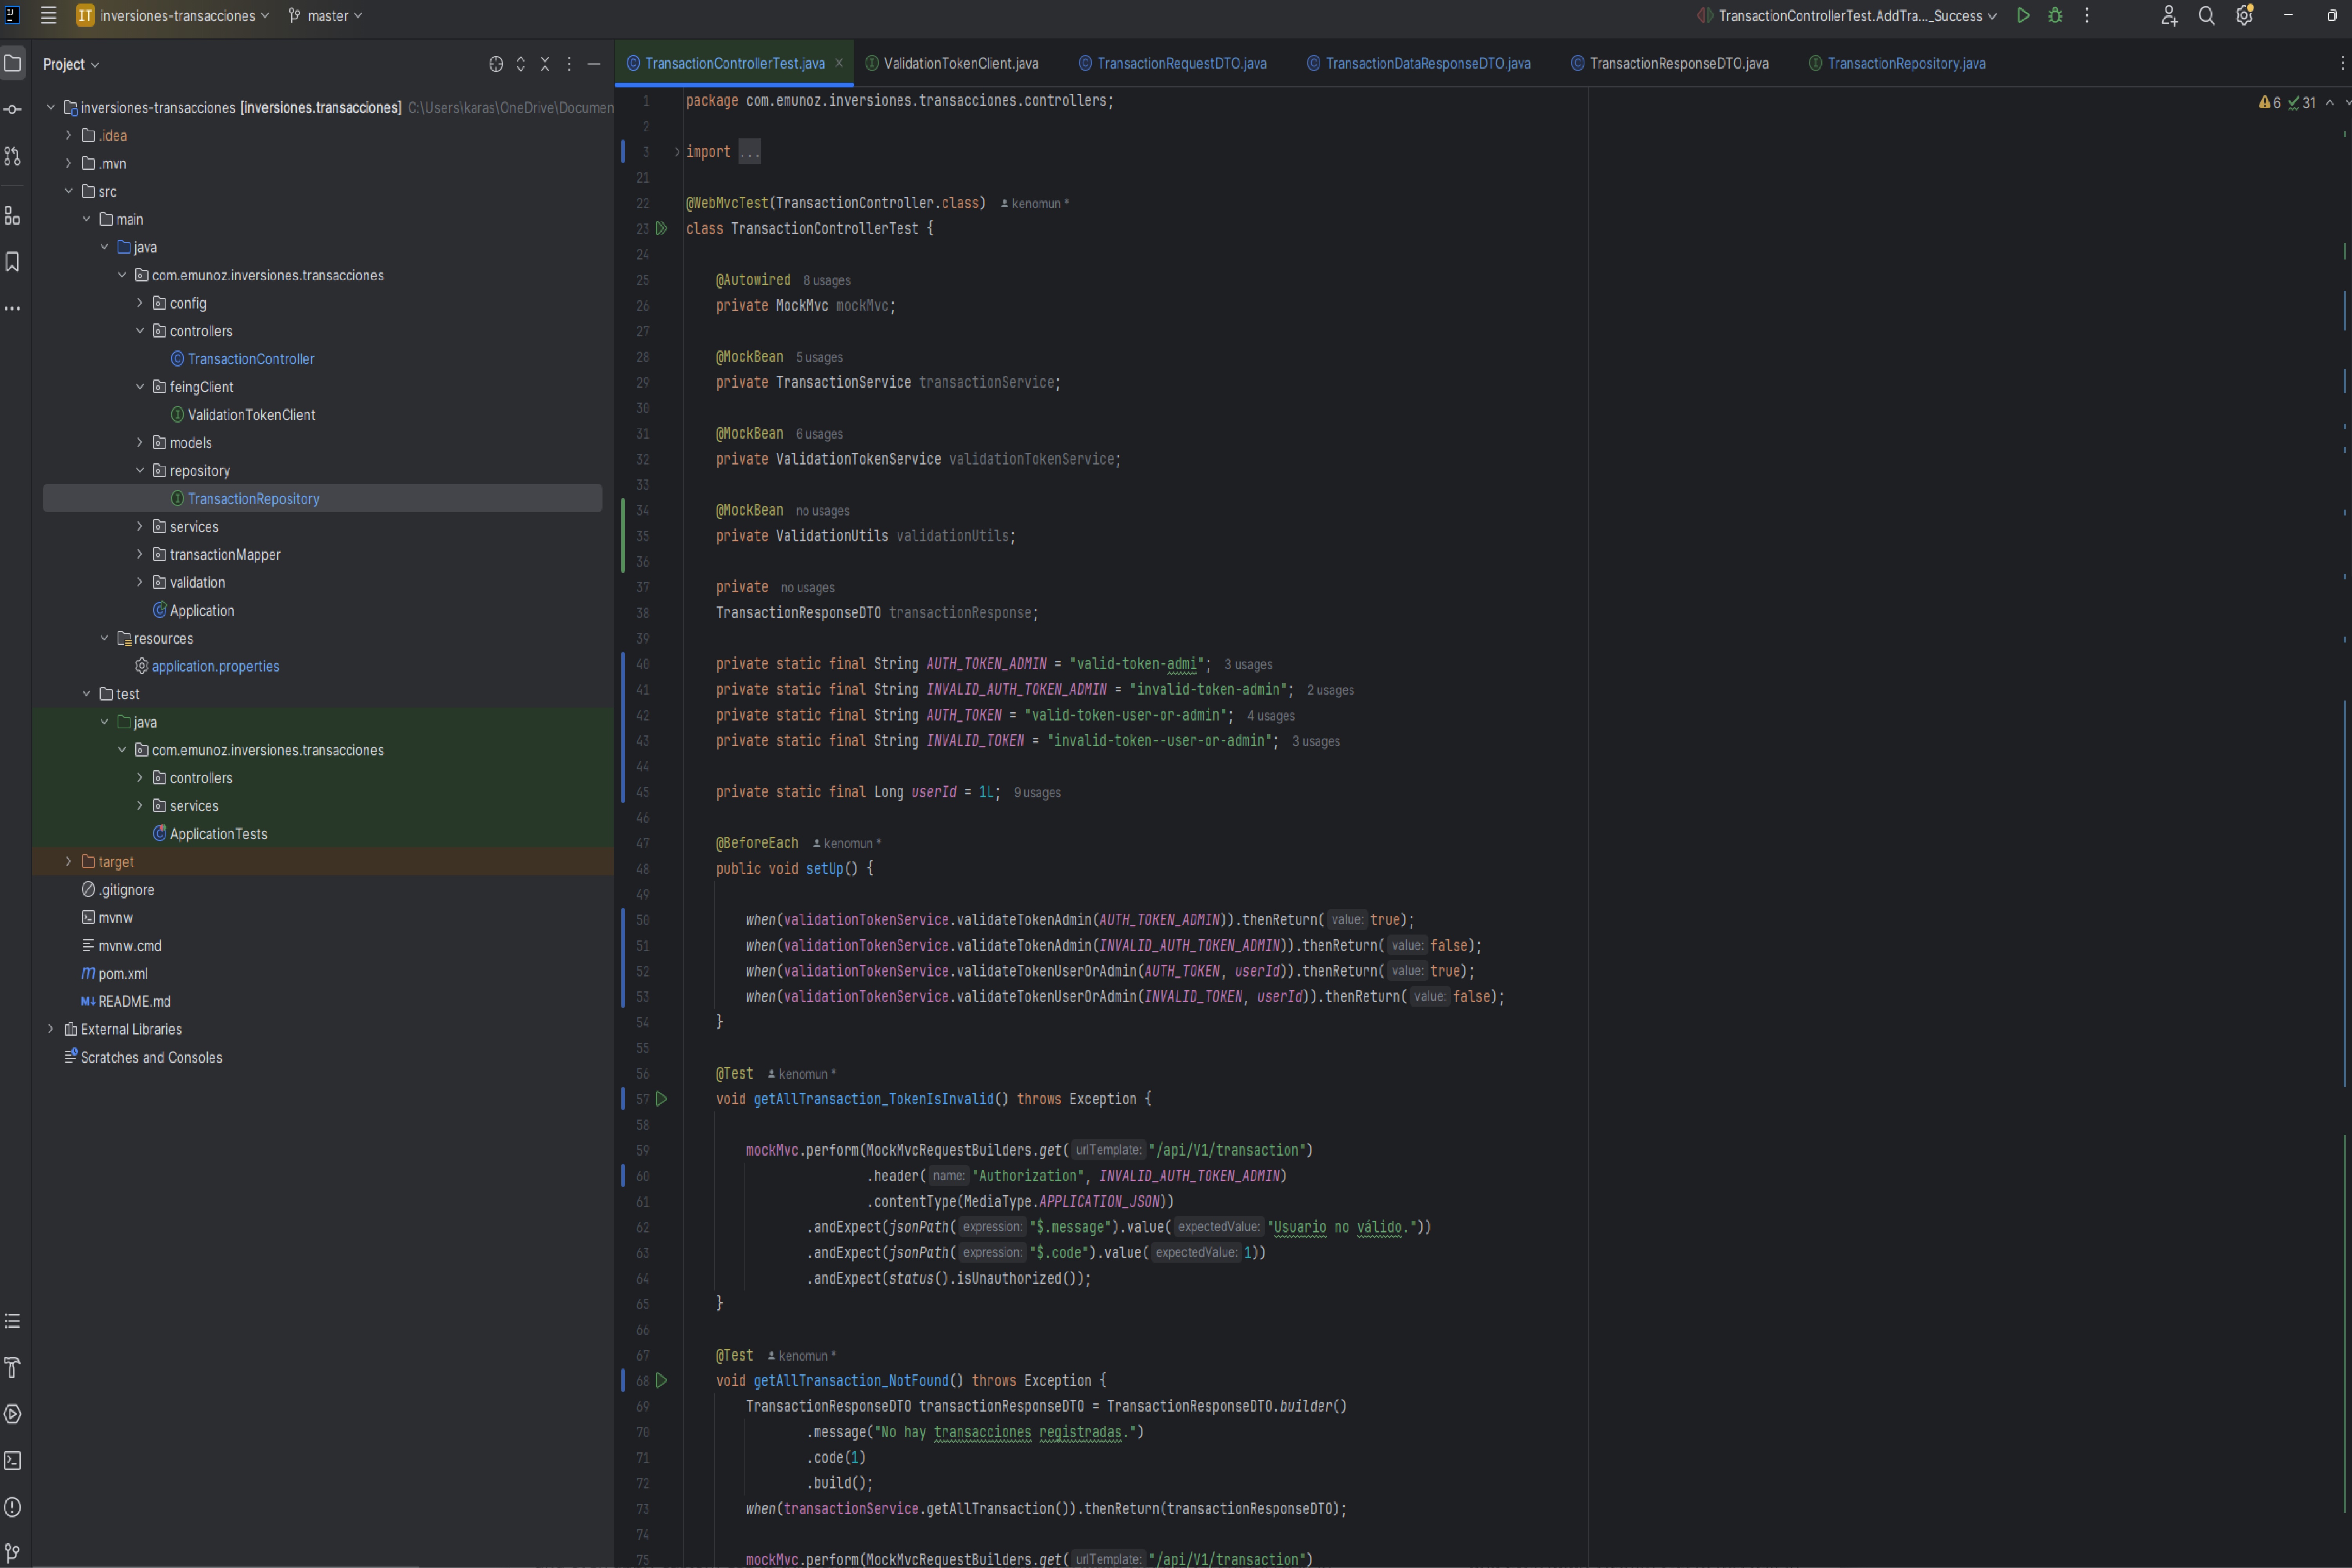 IT inversiones-transacciones master TransactionControllerTest.AddTra..._Success
Project
TransactionControllerTest.java ValidationTokenClient.java TransactionRequestDTO.java TransactionDataResponseDTO.java TransactionResponseDTO.java TransactionRepository.java
inversiones-transacciones [inversiones.transacciones] C:\Users\karas\OneDrive\Documen
.idea
.mvn
src
main
java
com.emunoz.inversiones.transacciones
config
controllers
TransactionController
feingClient
ValidationTokenClient
models
repository
TransactionRepository
services
transactionMapper
validation
Application
resources
application.properties
test
java
com.emunoz.inversiones.transacciones
controllers
services
ApplicationTests
target
.gitignore
mvnw
mvnw.cmd
pom.xml
README.md
External Libraries
Scratches and Consoles
6 31
1 package com.emunoz.inversiones.transacciones.controllers;
2
3 import ...
21
22 @WebMvcTest(TransactionController.class) kenomun *
23 class TransactionControllerTest {
24
25 @Autowired 8 usages
26 private MockMvc mockMvc;
27
28 @MockBean 5 usages
29 private TransactionService transactionService;
30
31 @MockBean 6 usages
32 private ValidationTokenService validationTokenService;
33
34 @MockBean no usages
35 private ValidationUtils validationUtils;
36
37 private no usages
38 TransactionResponseDTO transactionResponse;
39
40 private static final String AUTH_TOKEN_ADMIN = "valid-token-admi"; 3 usages
41 private static final String INVALID_AUTH_TOKEN_ADMIN = "invalid-token-admin"; 2 usages
42 private static final String AUTH_TOKEN = "valid-token-user-or-admin"; 4 usages
43 private static final String INVALID_TOKEN = "invalid-token--user-or-admin"; 3 usages
44
45 private static final Long userId = 1L; 9 usages
46
47 @BeforeEach kenomun *
48 public void setUp() {
49
50 when(validationTokenService.validateTokenAdmin(AUTH_TOKEN_ADMIN)).thenReturn( value: true);
51 when(validationTokenService.validateTokenAdmin(INVALID_AUTH_TOKEN_ADMIN)).thenReturn( value: false);
52 when(validationTokenService.validateTokenUserOrAdmin(AUTH_TOKEN, userId)).thenReturn( value: true);
53 when(validationTokenService.validateTokenUserOrAdmin(INVALID_TOKEN, userId)).thenReturn( value: false);
54 }
55
56 @Test kenomun *
57 void getAllTransaction_TokenIsInvalid() throws Exception {
58
59 mockMvc.perform(MockMvcRequestBuilders.get( urlTemplate: "/api/V1/transaction")
60 .header( name: "Authorization", INVALID_AUTH_TOKEN_ADMIN)
61 .contentType(MediaType.APPLICATION_JSON))
62 .andExpect(jsonPath( expression: "$.message").value( expectedValue: "Usuario no válido."))
63 .andExpect(jsonPath( expression: "$.code").value( expectedValue: 1))
64 .andExpect(status().isUnauthorized());
65 }
66
67 @Test kenomun *
68 void getAllTransaction_NotFound() throws Exception {
69 TransactionResponseDTO transactionResponseDTO = TransactionResponseDTO.builder()
70 .message("No hay transacciones registradas.")
71 .code(1)
72 .build();
73 when(transactionService.getAllTransaction()).thenReturn(transactionResponseDTO);
74
75 mockMvc.perform(MockMvcRequestBuilders.get( urlTemplate: "/api/V1/transaction")